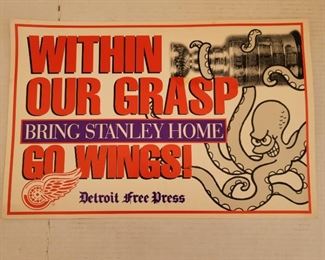 WITHIN
OUR GRASP
BRING STANLEY HOME
GO WINGS!
Detroit Free Press